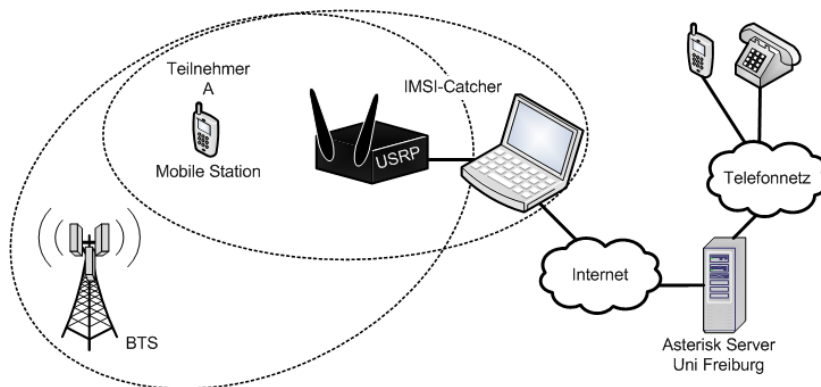 Teilnehmer
A
Mobile Station
IMSI-Catcher
USRP
BTS
Internet
Telefonnetz
Asterisk Server
Uni Freiburg